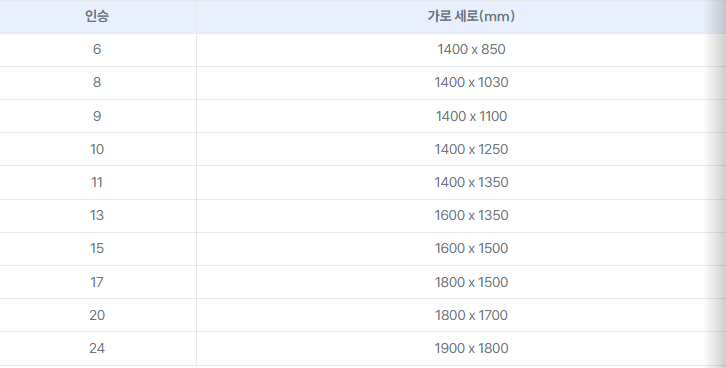 인승 가로 세로(mm)
6 1400 x 850
8 1400 x 1030
9 1400 x 1100
10 1400 x 1250
11 1400 x 1350
13 1600 x 1350
15 1600 x 1500
17 1800 x 1500
20 1800 x 1700
24 1900 x 1800